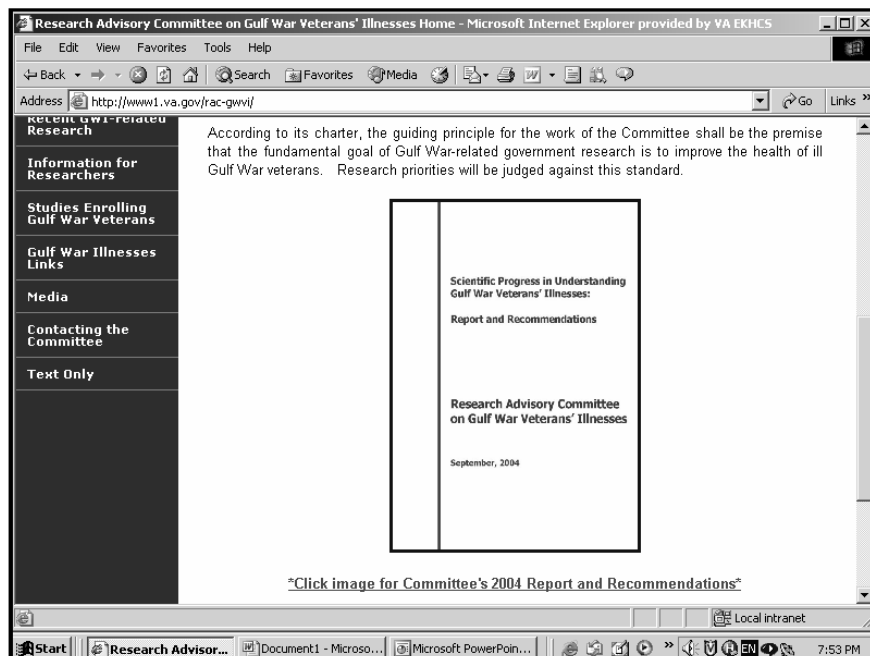 Research Advisory Committee on Gulf War Veterans' Illnesses Home - Microsoft Internet Explorer provided by VA EKHCS
File Edit View Favorites Tools Help
Back Search Favorites Media
Address http://www1.va.gov/rac-gwvi/ Go Links »
Recent GWI-related
Research
Information for
Researchers
Studies Enrolling
Gulf War Veterans
Gulf War Illnesses
Links
Media
Contacting the
Committee
Text Only
According to its charter, the guiding principle for the work of the Committee shall be the premise
that the fundamental goal of Gulf War-related government research is to improve the health of ill
Gulf War veterans. Research priorities will be judged against this standard.
Scientific Progress in Understanding
Gulf War Veterans' Illnesses:
Report and Recommendations
Research Advisory Committee
on Gulf War Veterans' Illnesses
September, 2004
*Click image for Committee's 2004 Report and Recommendations*
Local intranet
Start Research Advisor... Document1 - Microso... Microsoft PowerPoin... » EN 7:53 PM